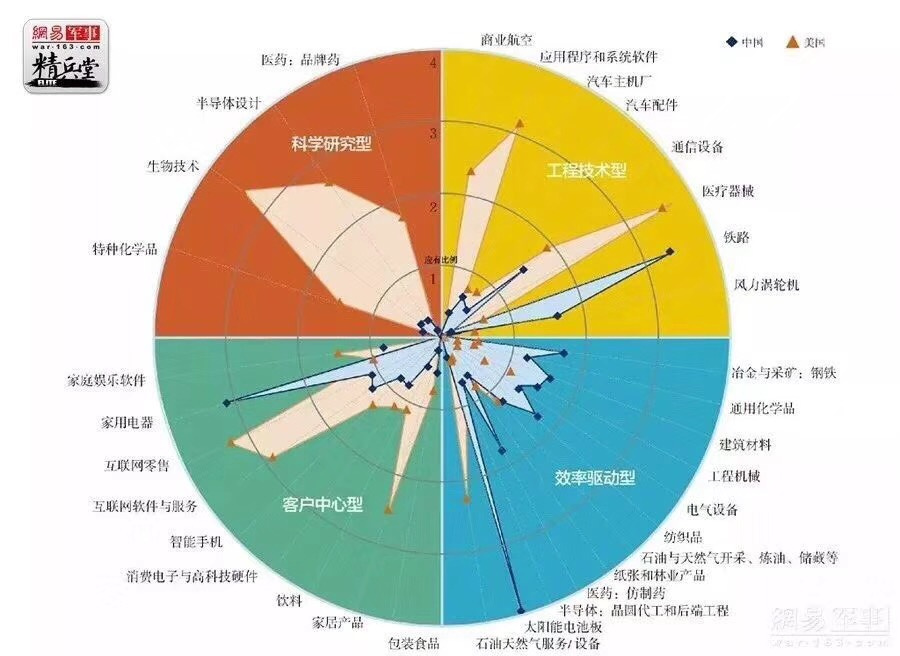 網易 军事
war·163·com
精兵堂
ELITE
中国
美国
商业航空
应用程序和系统软件
汽车主机厂
汽车配件
通信设备
医疗器械
铁路
风力涡轮机
工程技术型
医药：品牌药
半导体设计
生物技术
特种化学品
科学研究型
4
3
2
应有比例
1
家庭娱乐软件
家用电器
互联网零售
互联网软件与服务
智能手机
消费电子与高科技硬件
饮料
家居产品
包装食品
客户中心型
冶金与采矿：钢铁
通用化学品
建筑材料
工程机械
电气设备
纺织品
石油与天然气开采、炼油、储藏等
纸张和林业产品
医药：仿制药
半导体：晶圆代工和后端工程
太阳能电池板
石油天然气服务/设备
效率驱动型
網易 军事
war·163·com